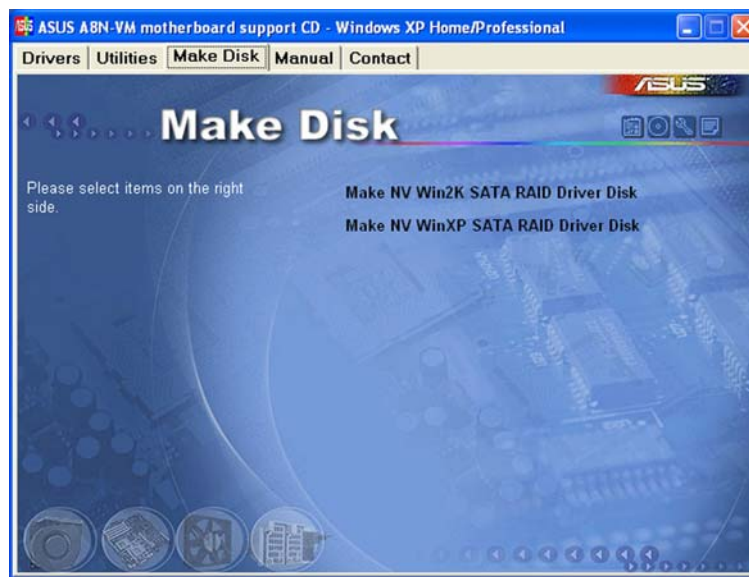 ASUS A8N-VM motherboard support CD - Windows XP Home/Professional
Drivers Utilities Make Disk Manual Contact
ASUS
Make Disk
Please select items on the right
side.
Make NV Win2K SATA RAID Driver Disk
Make NV WinXP SATA RAID Driver Disk